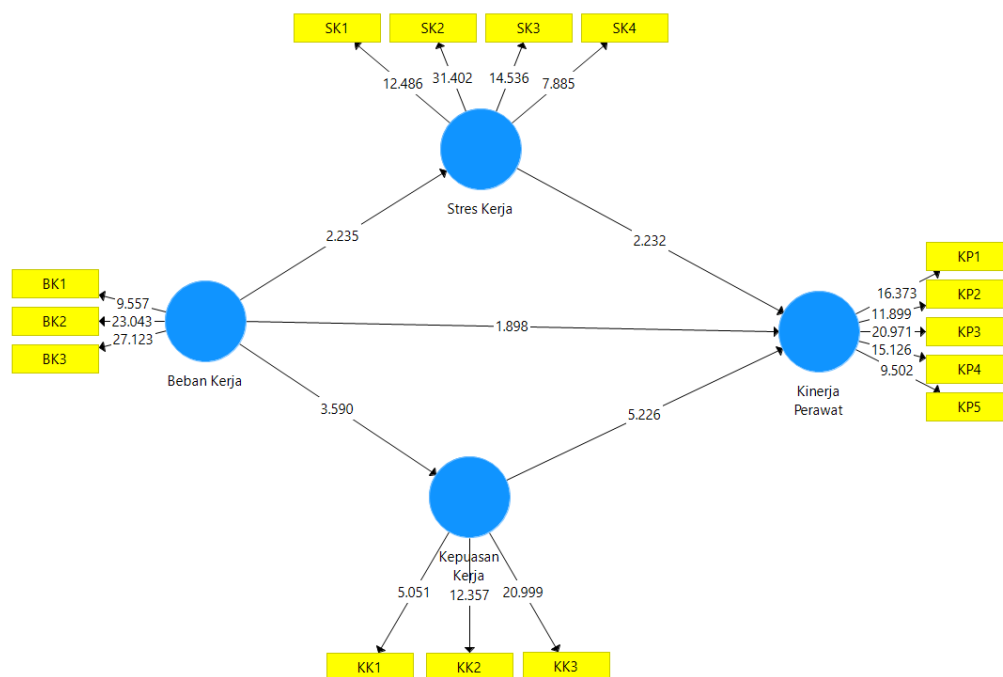 SK1 SK2 SK3 SK4
12.486 31.402 14.536 7.885
Stres Kerja
2.235 2.232
BK1
BK2
BK3
9.557
23.043
27.123
Beban Kerja
1.898
KP1
KP2
KP3
KP4
KP5
16.373
11.899
20.971
15.126
9.502
Kinerja
Perawat
3.590 5.226
Kepuasan
Kerja
5.051 12.357 20.999
KK1 KK2 KK3